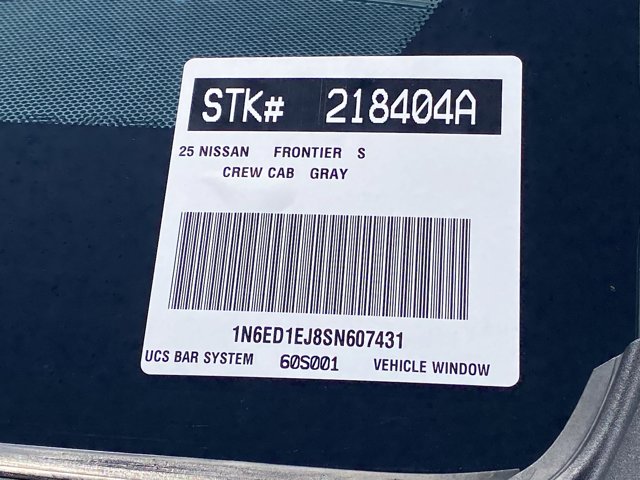 STK# 218404A
25 NISSAN FRONTIER S
CREW CAB GRAY
1N6ED1EJ8SN607431
UCS BAR SYSTEM 60S001 VEHICLE WINDOW